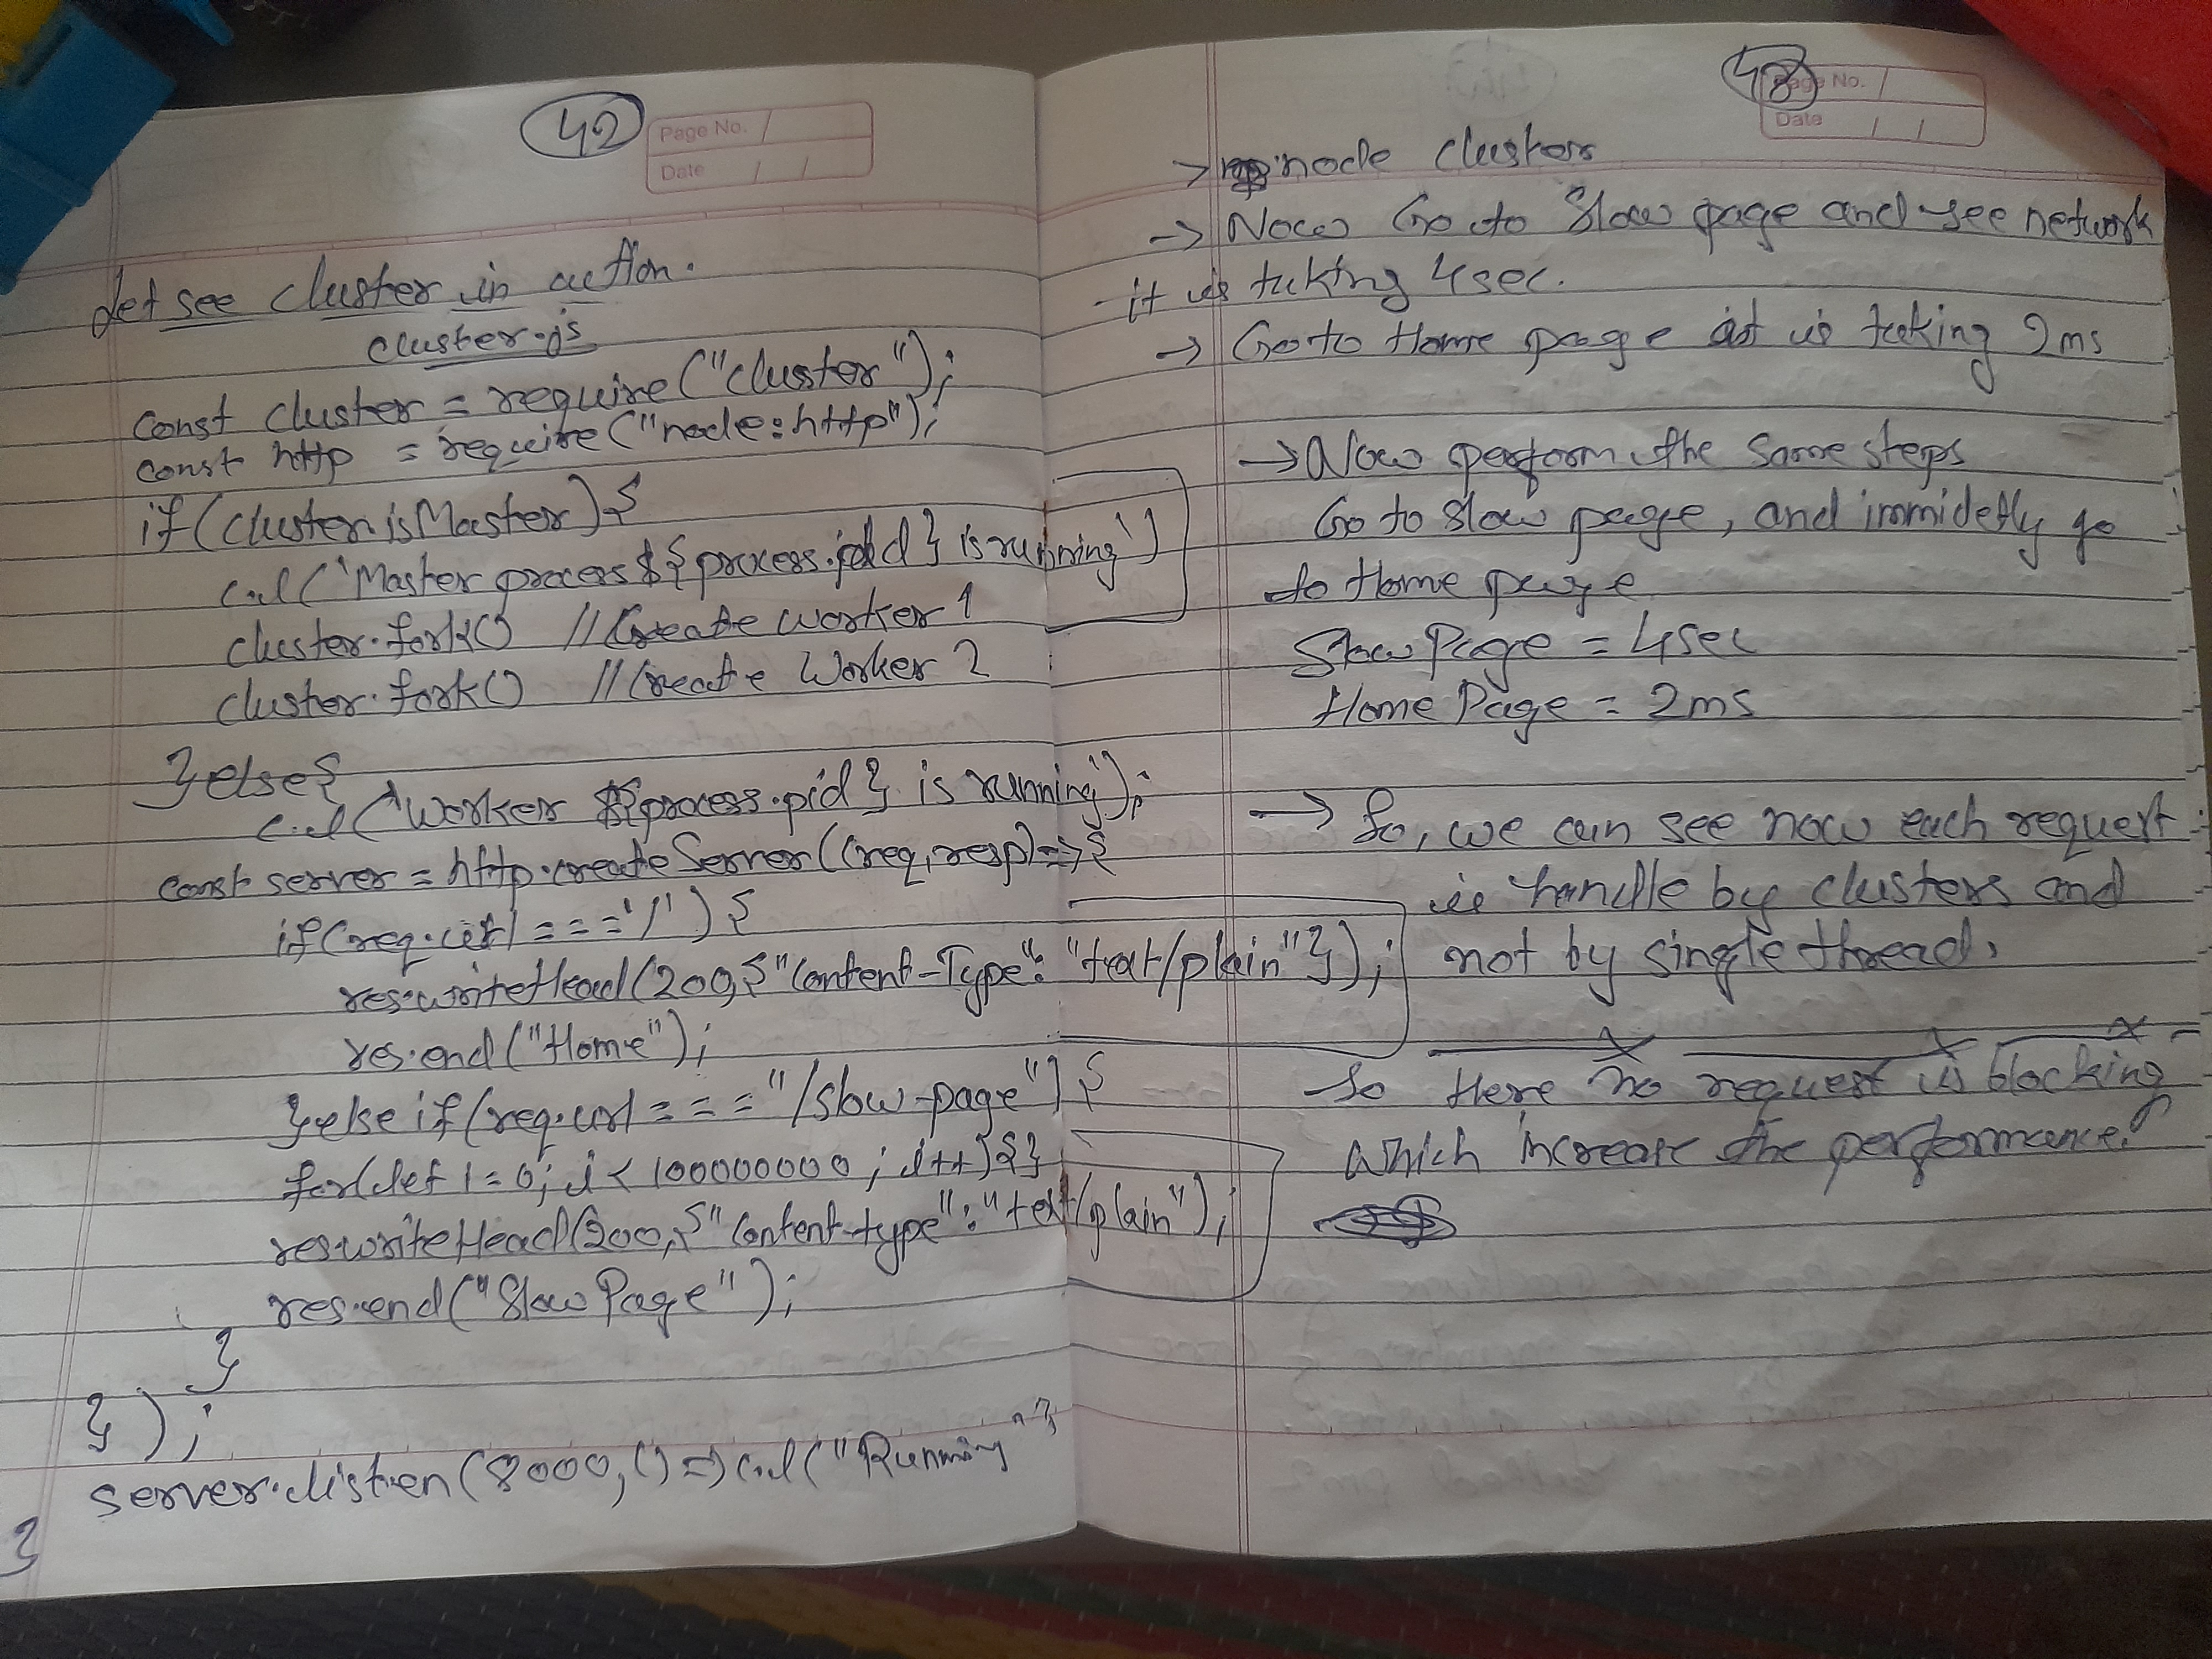 42
Page No.
Date
Let see cluster in action.
cluster.js
const cluster = require("cluster");
const http = require("node:http");
if(cluster.isMaster){
c.l(`Master process ${process.pid} is running`)
cluster.fork() //Create worker 1
cluster.fork() //Create Worker 2
}else{
c.l(`Worker ${process.pid} is running`);
const server = http.createServer((req,resp)=>{
if(req.url==='/'){
res.writeHead(200,{"Content-Type": "text/plain"});
res.end("Home");
}else if(req.url==="/slow-page"){
for(let i=0; i<100000000; i++){}
res.writeHead(200,{"Content-type":"text/plain");
res.end("Slow Page");
}
});
server.listen(8000,()=>c.l("Running"}
}
43
Page No.
Date
> node cluster
→ Now Go to Slow page and see network
it is taking 4sec.
→ Go to Home page it is taking 2ms
→ Now perform the same steps
Go to slow page, and immidetly go
to Home page
Slow Page = 4sec
Home Page = 2ms
→ So, we can see now each request
is handle by clusters and
not by single thread.
So Here no request is blocking
which increase the performance.